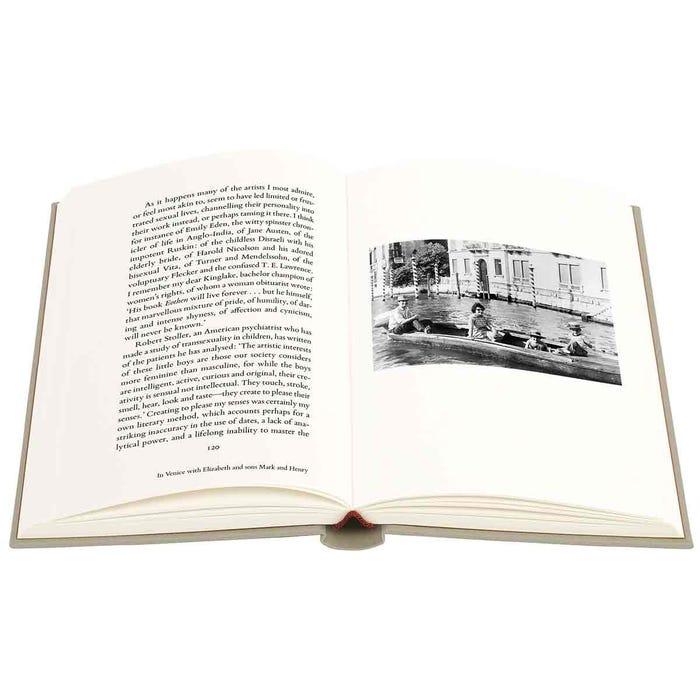 As it happens many of the artists I most admire,
or feel most akin to, seem to have led limited or frus-
trated sexual lives, channelling their personality into
their work instead, or perhaps taming it there. I think
for instance of Emily Eden, the witty spinster chron-
icler of life in Anglo-India, of Jane Austen, of the
impotent Ruskin: of the childless Disraeli with his
elderly bride, of Harold Nicolson and his adored
bisexual Vita, of Turner and Mendelssohn, of the
voluptuary Flecker and the confused T. E. Lawrence.
I remember my dear Kinglake, bachelor champion of
women's rights, of whom a woman obituarist wrote:
'His book Eothen will live forever . . . but he himself,
that marvellous mixture of pride, of humility, of dar-
ing and intense shyness, of affection and cynicism,
will never be known.'
Robert Stoller, an American psychiatrist who has
made a study of transsexuality in children, has written
of the patients he has analysed: 'The artistic interests
of these little boys are those our society considers
more feminine than masculine, for while the boys
are intelligent, active, curious and original, their cre-
ativity is sensual not intellectual. They touch, stroke,
smell, hear, look and taste—they create to please their
senses.' Creating to please my senses was certainly my
own literary method, which accounts perhaps for a
striking inaccuracy in the use of dates, a lack of ana-
lytical power, and a lifelong inability to master the
120
In Venice with Elizabeth and sons Mark and Henry